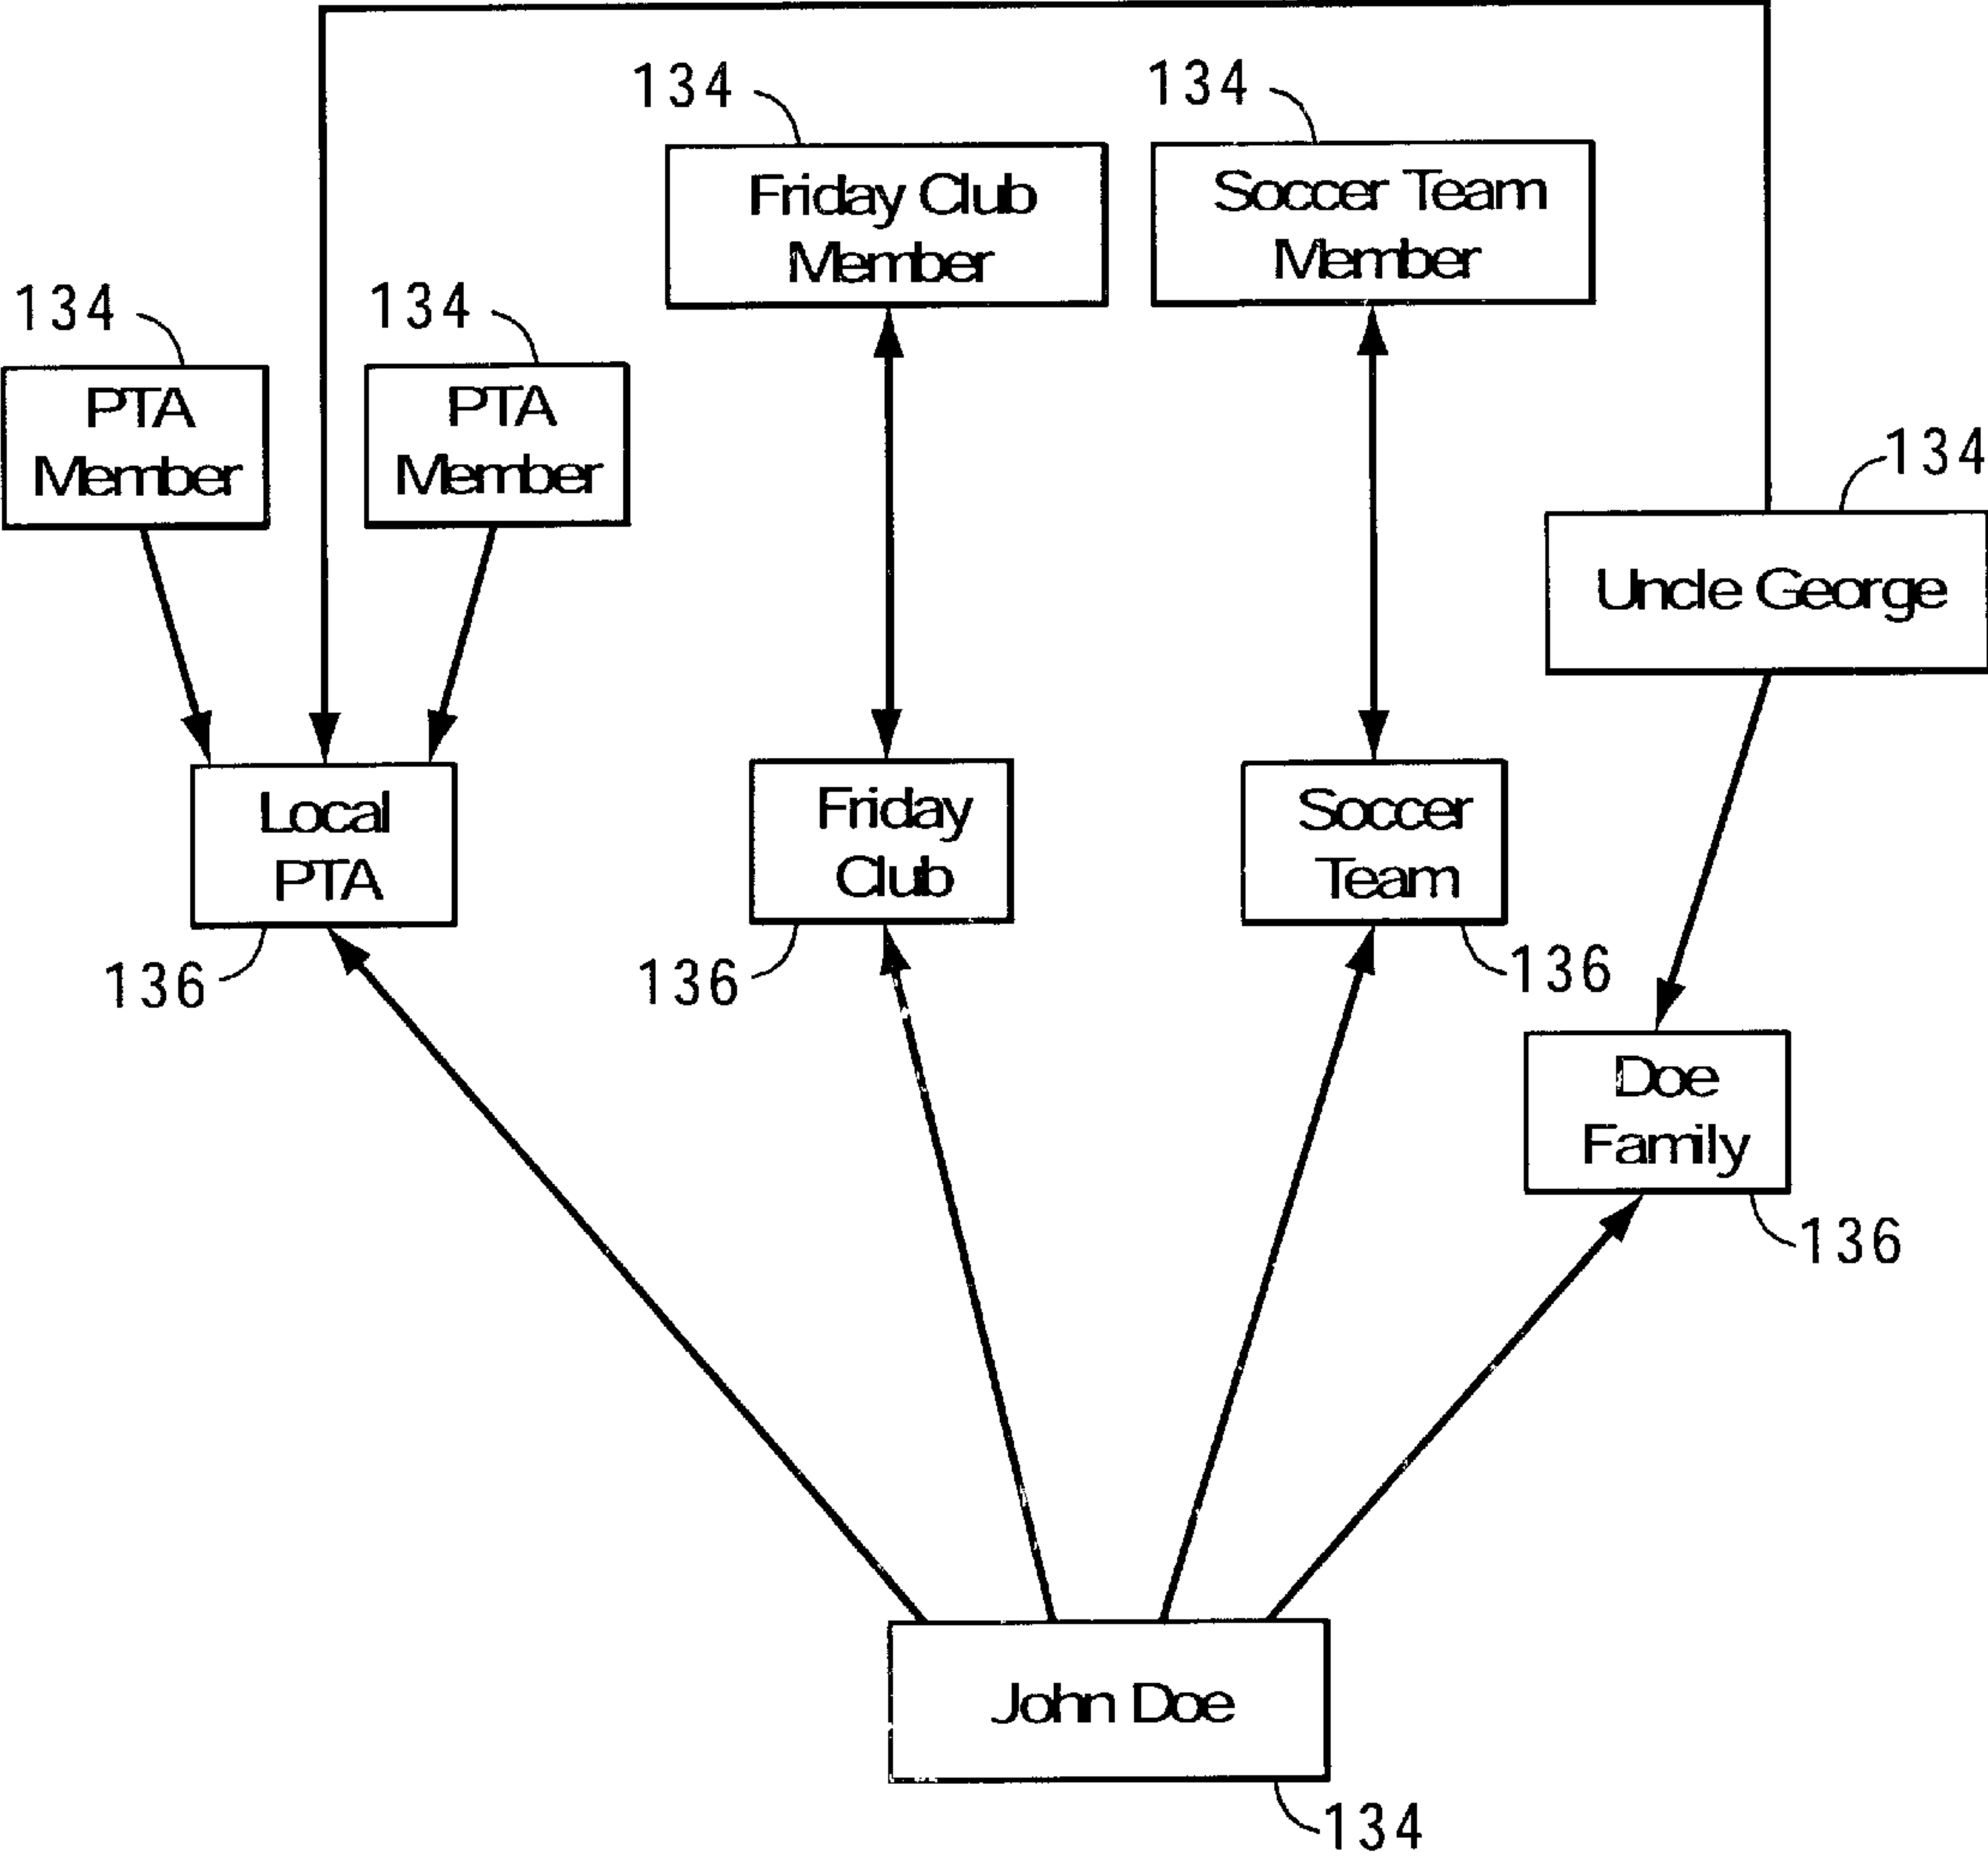 134
134
Friday Club
Member
Soccer Team
Member
134
134
PTA
Member
PTA
Member
134
Uncle George
Local
PTA
Friday
Club
Soccer
Team
136
136
136
Doe
Family
136
John Doe
134